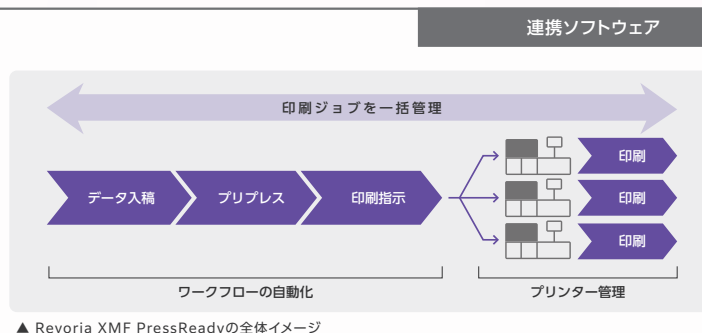 連携ソフトウェア
印刷ジョブを一括管理
データ入稿
プリプレス
印刷指示
印刷
印刷
印刷
ワークフローの自動化
プリンター管理
▲ Revoria XMF PressReadyの全体イメージ